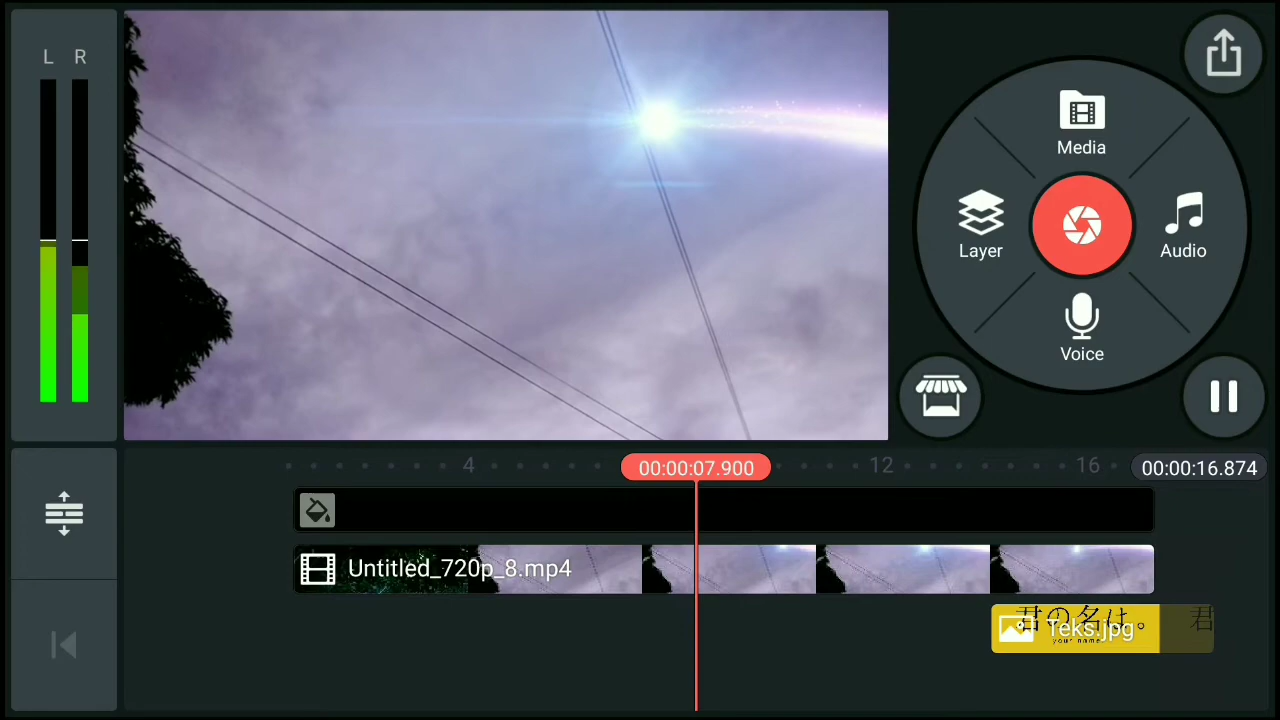 L R
Media
Layer
Audio
Voice
4
00:00:07.900
12
16
00:00:16.874
Untitled_720p_8.mp4
君の名は。 君
Teks.jpg
your name